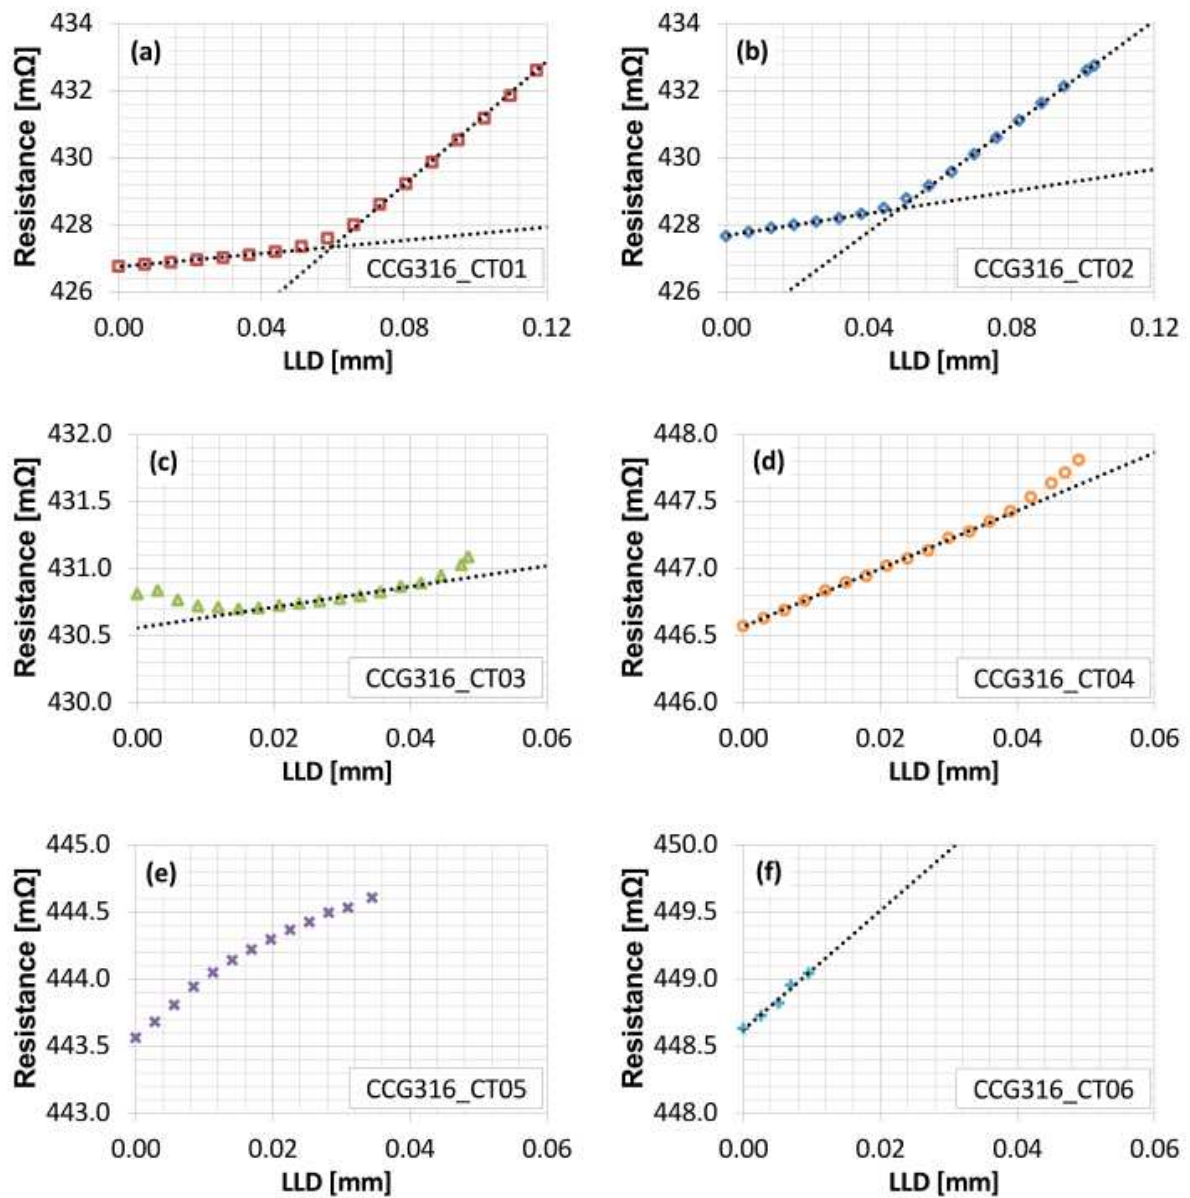 (a)
Resistance [mΩ]
434
432
430
428
426
CCG316_CT01
0.00 0.04 0.08 0.12
LLD [mm]
(b)
Resistance [mΩ]
434
432
430
428
426
CCG316_CT02
0.00 0.04 0.08 0.12
LLD [mm]
(c)
Resistance [mΩ]
432.0
431.5
431.0
430.5
430.0
CCG316_CT03
0.00 0.02 0.04 0.06
LLD [mm]
(d)
Resistance [mΩ]
448.0
447.5
447.0
446.5
446.0
CCG316_CT04
0.00 0.02 0.04 0.06
LLD [mm]
(e)
Resistance [mΩ]
445.0
444.5
444.0
443.5
443.0
CCG316_CT05
0.00 0.02 0.04 0.06
LLD [mm]
(f)
Resistance [mΩ]
450.0
449.5
449.0
448.5
448.0
CCG316_CT06
0.00 0.02 0.04 0.06
LLD [mm]